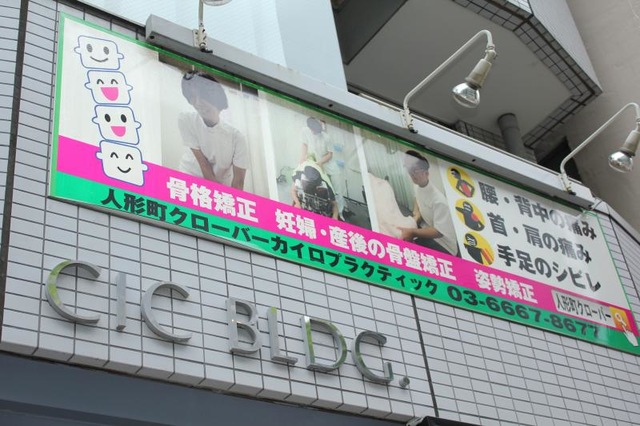 腰・背中の痛み
首・肩の痛み
手足のシビレ
骨格矯正 妊婦・産後の骨盤矯正 姿勢矯正
人形町クローバーカイロプラクティック 03-6667-8677
人形町クローバー
C.I.C BLDG.